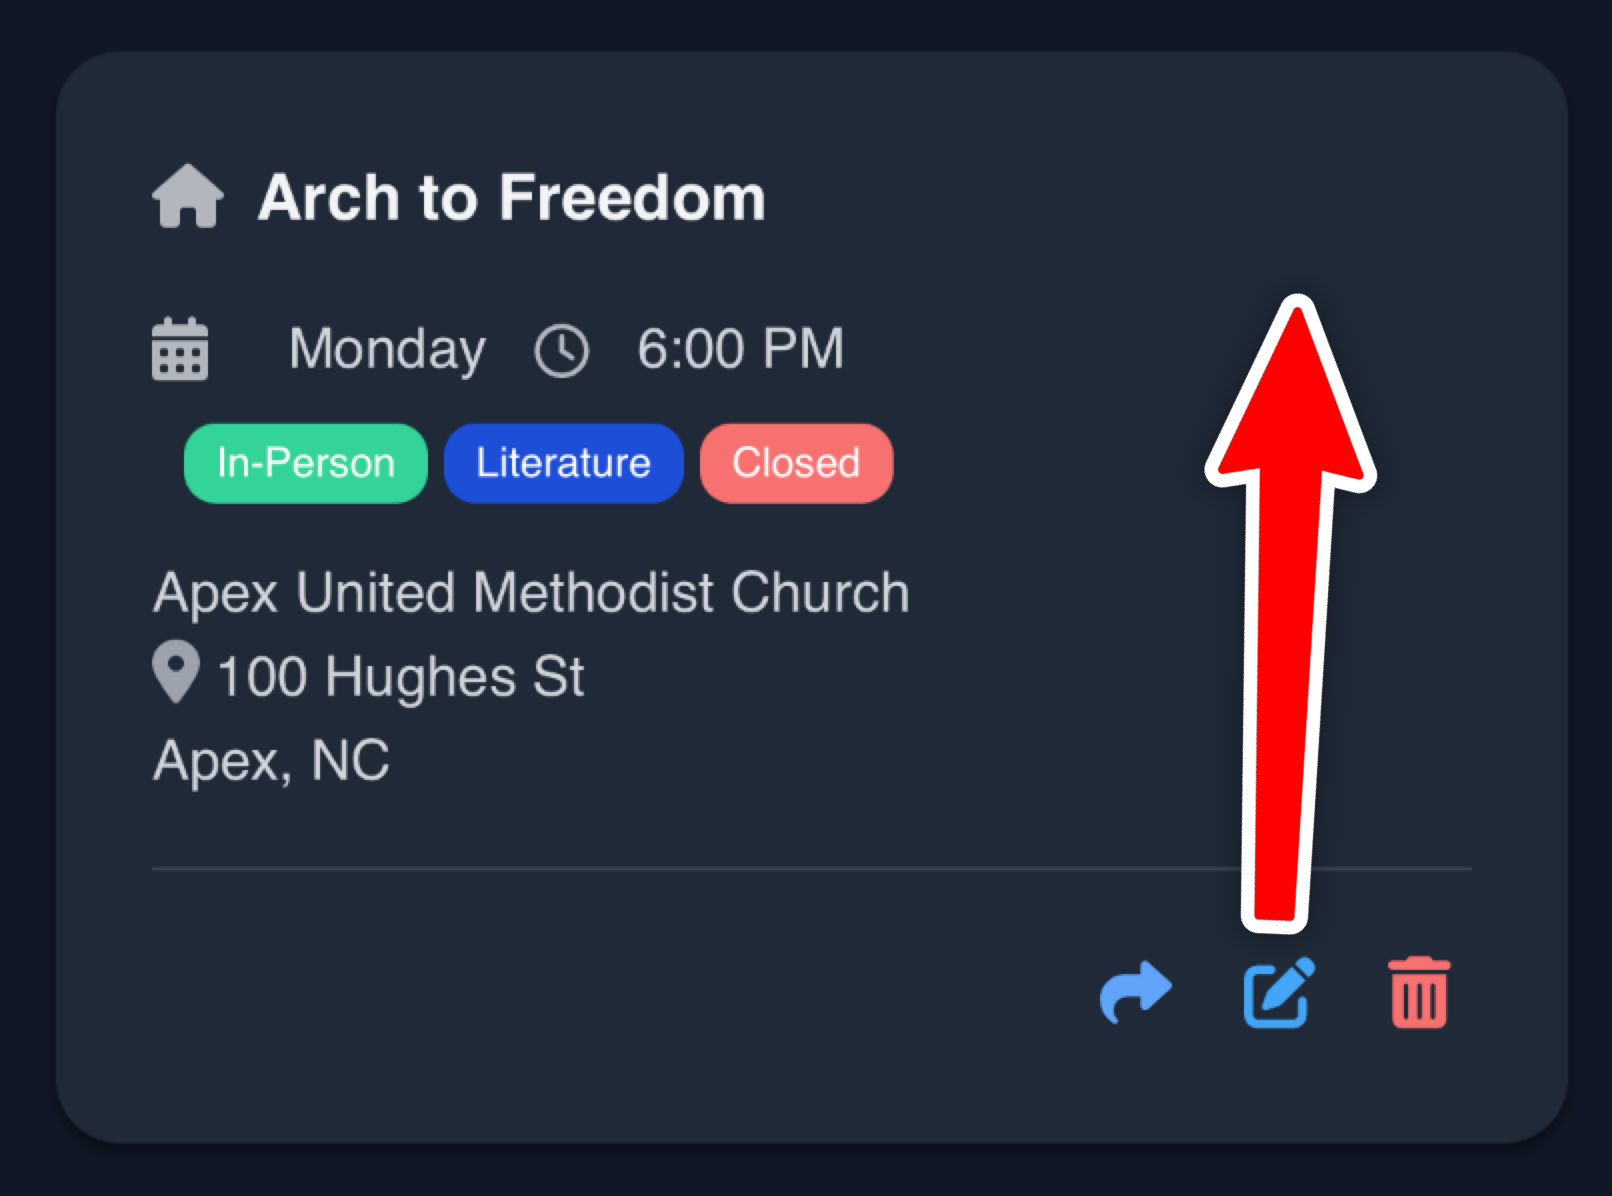 Arch to Freedom
Monday 6:00 PM
In-Person Literature Closed
Apex United Methodist Church
100 Hughes St
Apex, NC